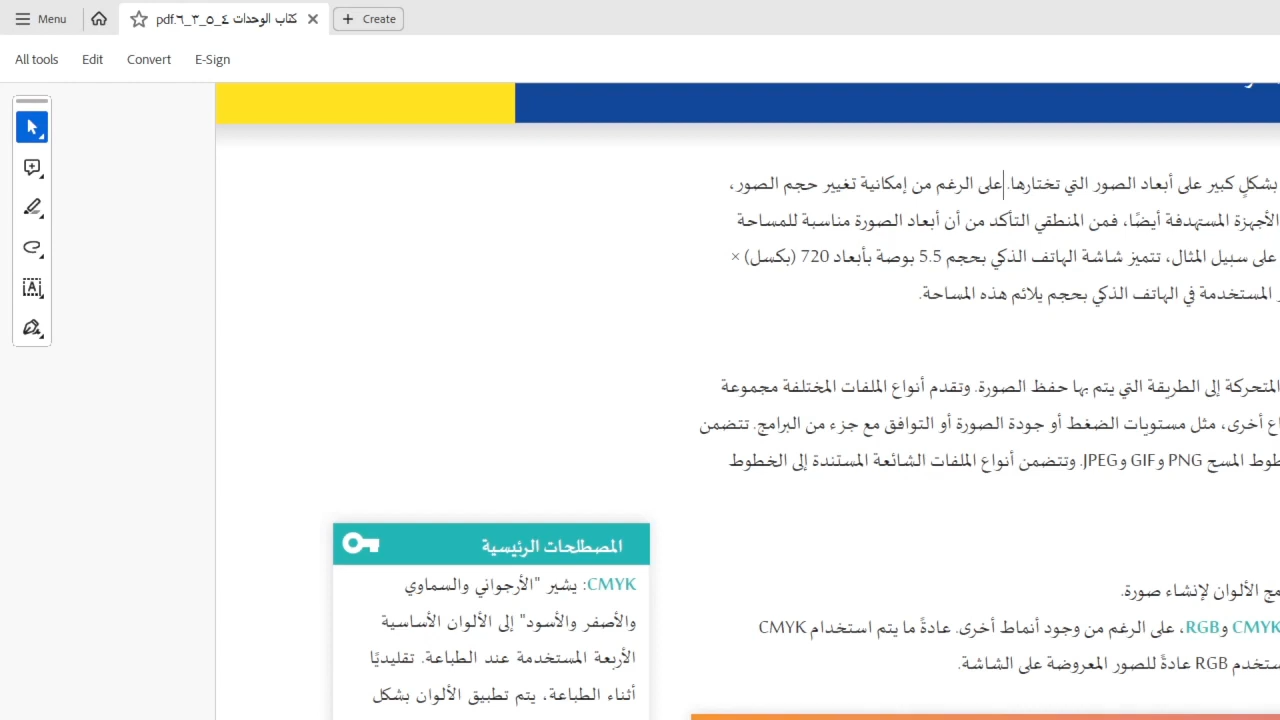 Menu
كتاب الوحدات ٤_٥_٣_٦.pdf
Create
All tools Edit Convert E-Sign
بشكلٍ كبير على أبعاد الصور التي تختارها. على الرغم من إمكانية تغيير حجم الصور،
الأجهزة المستهدفة أيضًا، فمن المنطقي التأكد من أن أبعاد الصورة مناسبة للمساحة
على سبيل المثال، تتميز شاشة الهاتف الذكي بحجم 5.5 بوصة بأبعاد 720 (بكسل) ×
المستخدمة في الهاتف الذكي بحجم يلائم هذه المساحة.
المتحركة إلى الطريقة التي يتم بها حفظ الصورة. وتقدم أنواع الملفات المختلفة مجموعة
أخرى، مثل مستويات الضغط أو جودة الصورة أو التوافق مع جزء من البرامج. تتضمن
المسح PNG وGIF وJPEG. وتتضمن أنواع الملفات الشائعة المستندة إلى الخطوط
الألوان لإنشاء صورة.
CMYK وRGB، على الرغم من وجود أنماط أخرى. عادةً ما يتم استخدام CMYK
RGB عادةً للصور المعروضة على الشاشة.
المصطلحات الرئيسية
CMYK: يشير "الأرجواني والسماوي
والأصفر والأسود" إلى الألوان الأساسية
الأربعة المستخدمة عند الطباعة. تقليديًا
أثناء الطباعة، يتم تطبيق الألوان بشكل